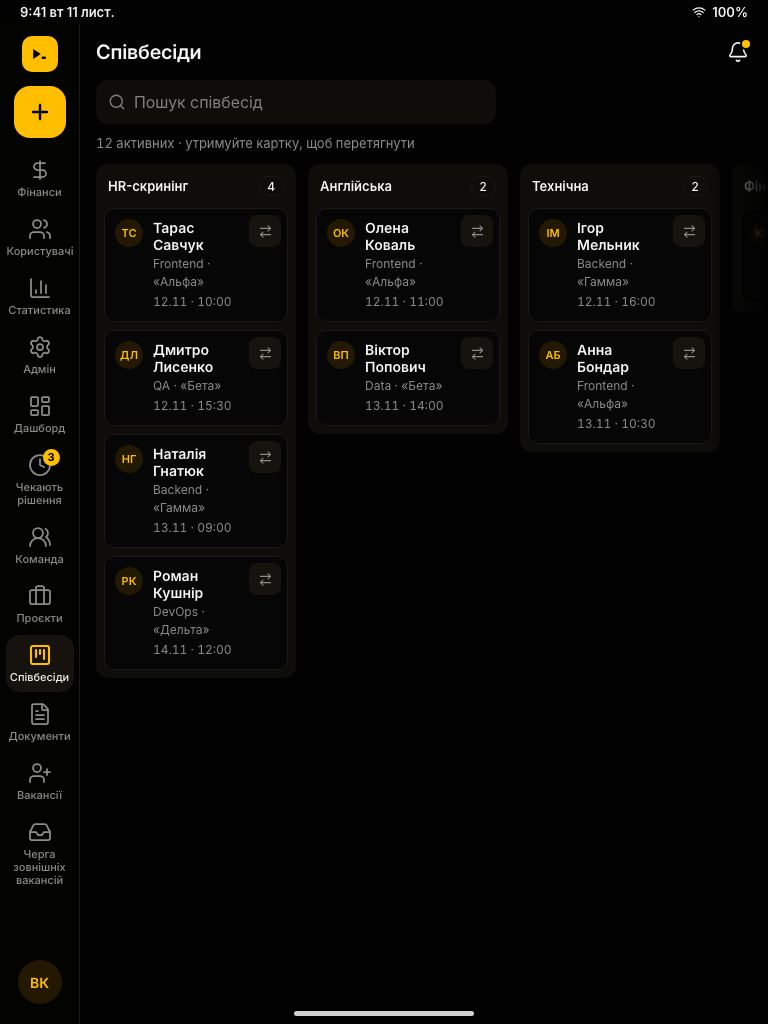 9:41 вт 11 лист.
100%
Співбесіди
Пошук співбесід
12 активних · утримуйте картку, щоб перетягнути
Фінанси
Користувачі
Статистика
Адмін
Дашборд
3
Чекають
рішення
Команда
Проєкти
Співбесіди
Документи
Вакансії
Черга
зовнішніх
вакансій
ВК
HR-скринінг
4
ТС
Тарас
Савчук
Frontend ·
«Альфа»
12.11 · 10:00
ДЛ
Дмитро
Лисенко
QA · «Бета»
12.11 · 15:30
НГ
Наталія
Гнатюк
Backend ·
«Гамма»
13.11 · 09:00
РК
Роман
Кушнір
DevOps ·
«Дельта»
14.11 · 12:00
Англійська
2
ОК
Олена
Коваль
Frontend ·
«Альфа»
12.11 · 11:00
ВП
Віктор
Попович
Data · «Бета»
13.11 · 14:00
Технічна
2
ІМ
Ігор
Мельник
Backend ·
«Гамма»
12.11 · 16:00
АБ
Анна
Бондар
Frontend ·
«Альфа»
13.11 · 10:30